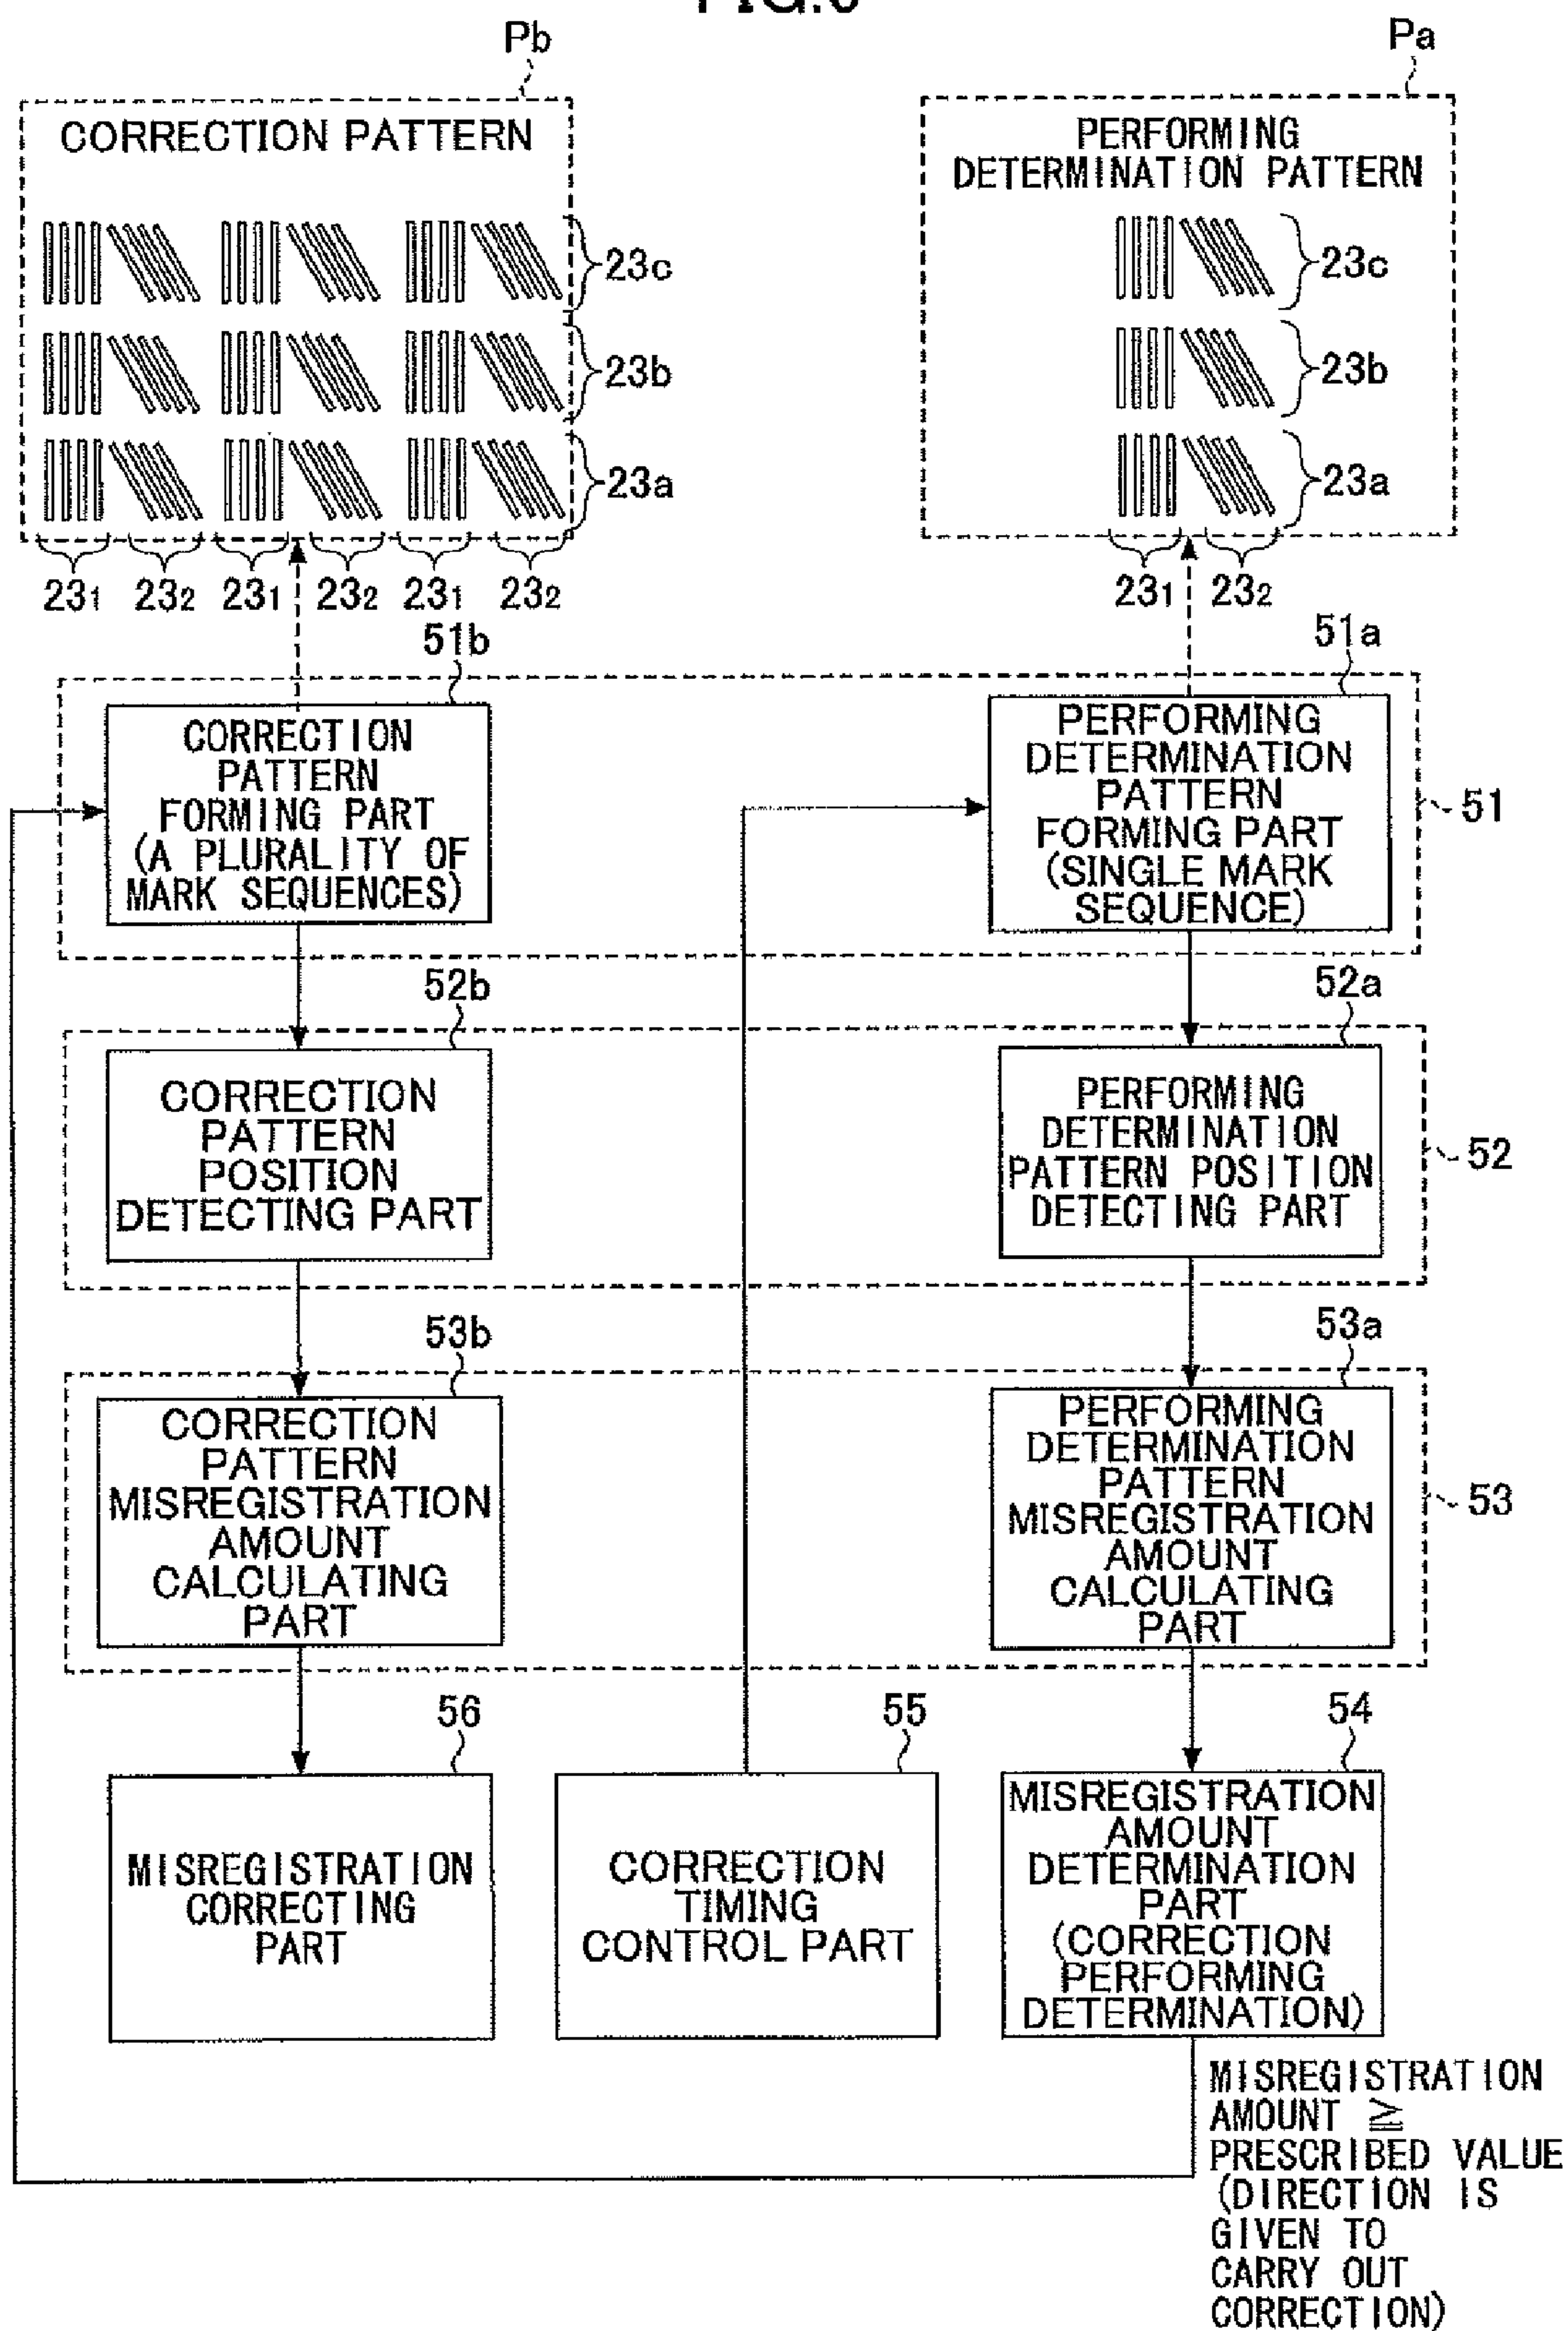 Pb
Pa
CORRECTION PATTERN
PERFORMING
DETERMINATION PATTERN
23c
23b
23a
23c
23b
23a
231 232 231 232 231 232
231 232
51b
51a
CORRECTION
PATTERN
FORMING PART
(A PLURALITY OF
MARK SEQUENCES)
PERFORMING
DETERMINATION
PATTERN
FORMING PART
(SINGLE MARK
SEQUENCE)
51
52b
52a
CORRECTION
PATTERN
POSITION
DETECTING PART
PERFORMING
DETERMINATION
PATTERN POSITION
DETECTING PART
52
53b
53a
CORRECTION
PATTERN
MISREGISTRATION
AMOUNT
CALCULATING
PART
PERFORMING
DETERMINATION
PATTERN
MISREGISTRATION
AMOUNT
CALCULATING
PART
53
56
55
54
MISREGISTRATION
CORRECTING
PART
CORRECTION
TIMING
CONTROL PART
MISREGISTRATION
AMOUNT
DETERMINATION
PART
(CORRECTION
PERFORMING
DETERMINATION)
MISREGISTRATION
AMOUNT ≧
PRESCRIBED VALUE
(DIRECTION IS
GIVEN TO
CARRY OUT
CORRECTION)